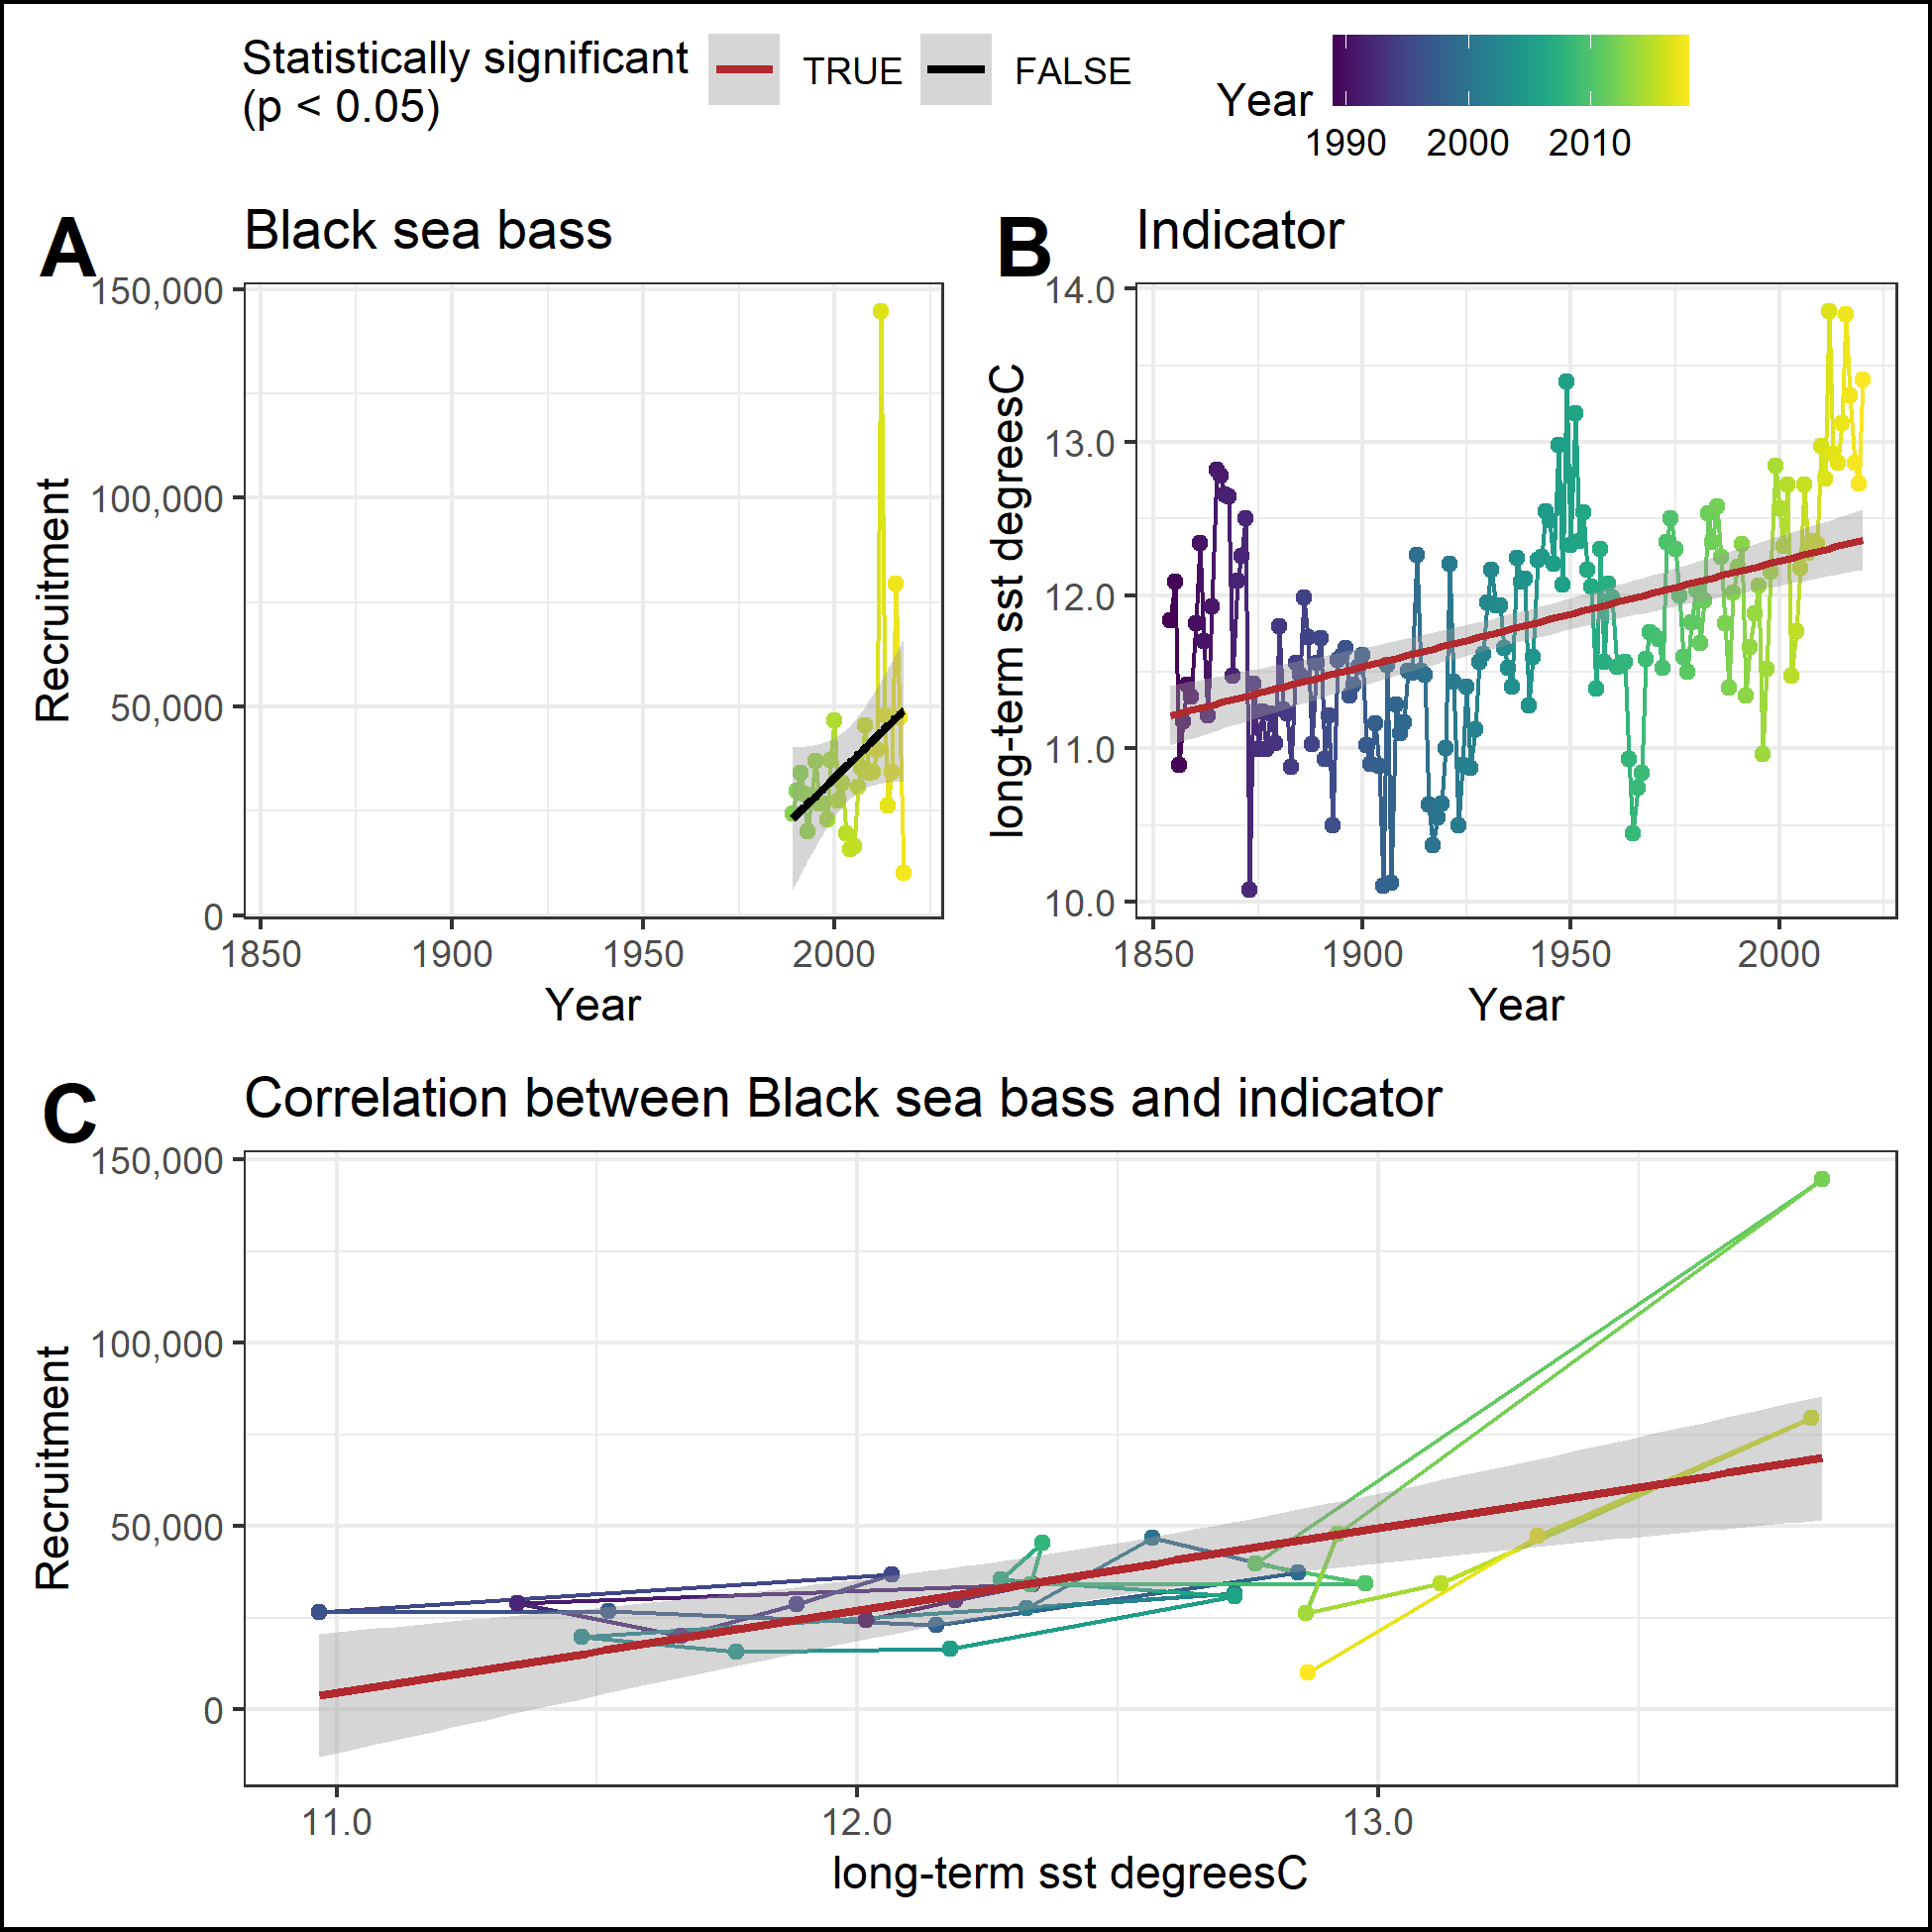 Statistically significant
(p < 0.05)
TRUE
FALSE
Year
1990 2000 2010
A
Black sea bass
150,000
100,000
50,000
0
Recruitment
1850 1900 1950 2000
Year
B
Indicator
14.0
13.0
12.0
11.0
10.0
long-term sst degreesC
1850 1900 1950 2000
Year
C
Correlation between Black sea bass and indicator
150,000
100,000
50,000
0
Recruitment
11.0 12.0 13.0
long-term sst degreesC